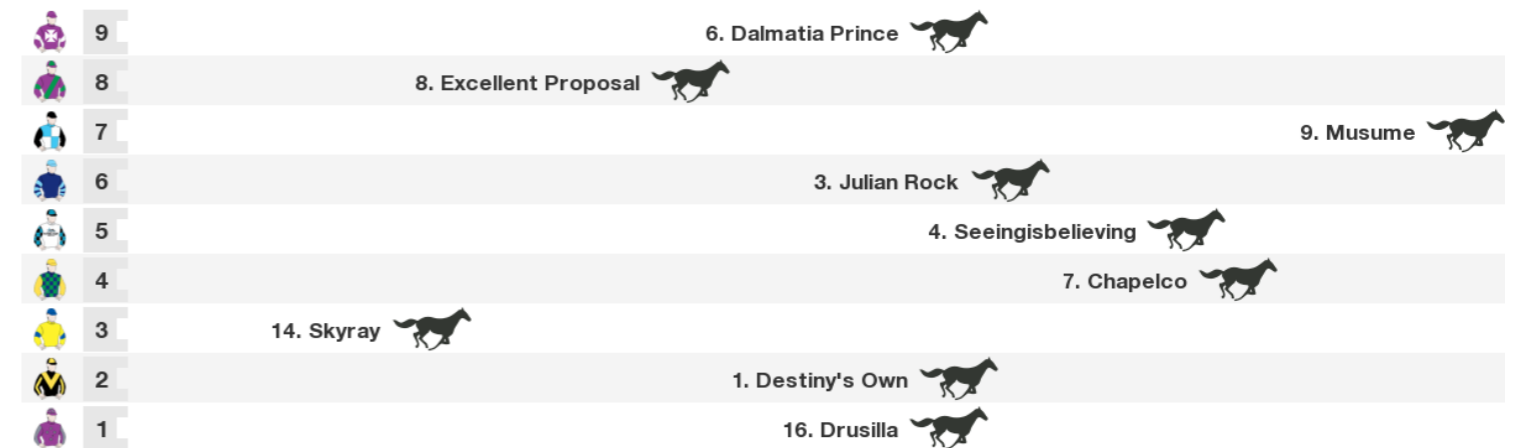 9 6. Dalmatia Prince
8 8. Excellent Proposal
7 9. Musume
6 3. Julian Rock
5 4. Seeingisbelieving
4 7. Chapelco
3 14. Skyray
2 1. Destiny's Own
1 16. Drusilla